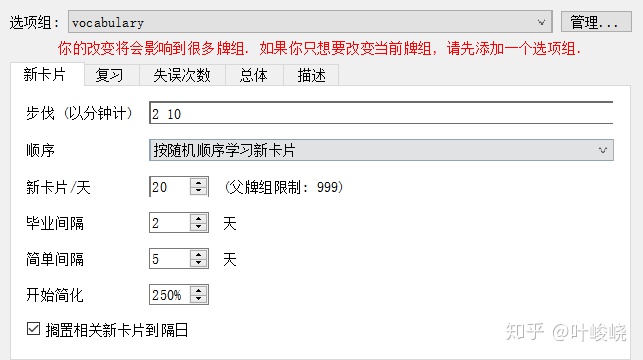 选项组: vocabulary 管理...
你的改变将会影响到很多牌组. 如果你只想要改变当前牌组, 请先添加一个选项组.
新卡片 复习 失误次数 总体 描述
步伐 (以分钟计) 2 10
顺序 按随机顺序学习新卡片
新卡片/天 20 (父牌组限制: 999)
毕业间隔 2 天
简单间隔 5 天
开始简化 250%
搁置相关新卡片到隔日
知乎 @叶峻峣